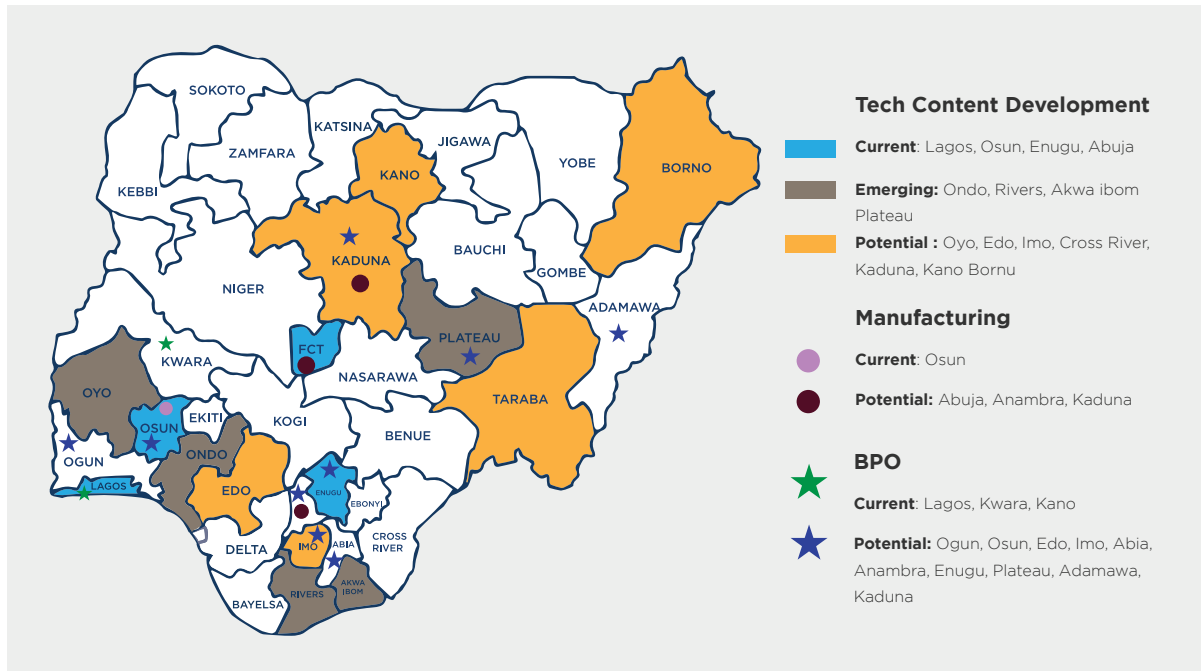 SOKOTO
KATSINA
JIGAWA
ZAMFARA
YOBE
BORNO
KANO
KEBBI
BAUCHI
KADUNA
GOMBE
NIGER
ADAMAWA
PLATEAU
FCT
KWARA
NASARAWA
OYO
TARABA
EKITI
KOGI
OSUN
BENUE
ONDO
OGUN
LAGOS
EDO
ENUGU
EBONYI
CROSS
RIVER
DELTA
IMO
ABIA
AKWA
IBOM
RIVERS
BAYELSA
Tech Content Development
Current: Lagos, Osun, Enugu, Abuja
Emerging: Ondo, Rivers, Akwa ibom
Plateau
Potential : Oyo, Edo, Imo, Cross River,
Kaduna, Kano Bornu
Manufacturing
Current: Osun
Potential: Abuja, Anambra, Kaduna
BPO
Current: Lagos, Kwara, Kano
Potential: Ogun, Osun, Edo, Imo, Abia,
Anambra, Enugu, Plateau, Adamawa,
Kaduna